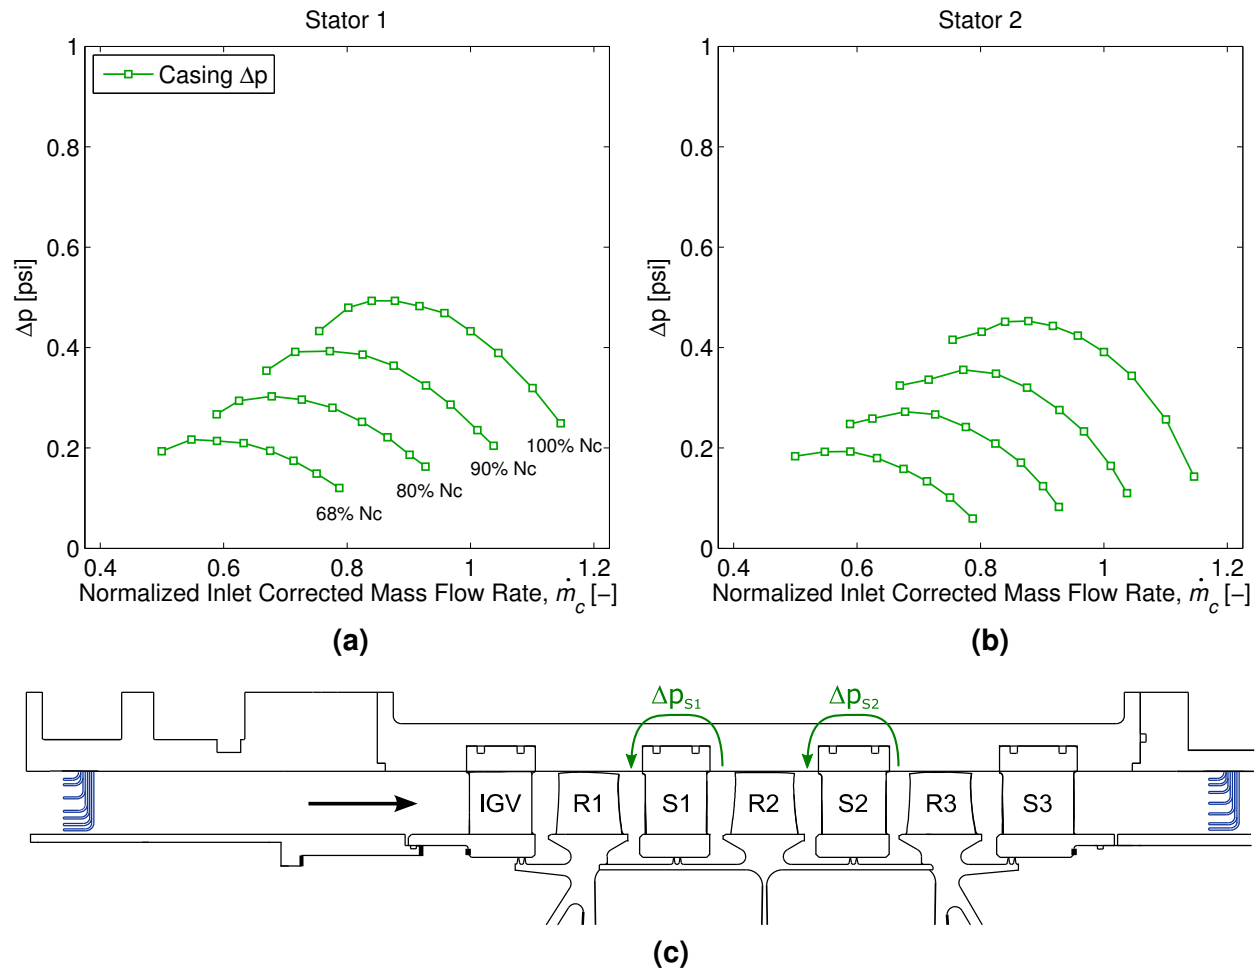 Stator 1
Casing Δp
1
0.8
0.6
0.4
0.2
0
Δp [psi]
100% Nc
90% Nc
80% Nc
68% Nc
0.4 0.6 0.8 1 1.2
Normalized Inlet Corrected Mass Flow Rate, ṁc [–]
(a)
Stator 2
1
0.8
0.6
0.4
0.2
0
Δp [psi]
0.4 0.6 0.8 1 1.2
Normalized Inlet Corrected Mass Flow Rate, ṁc [–]
(b)
ΔpS1 ΔpS2
IGV R1 S1 R2 S2 R3 S3
(c)